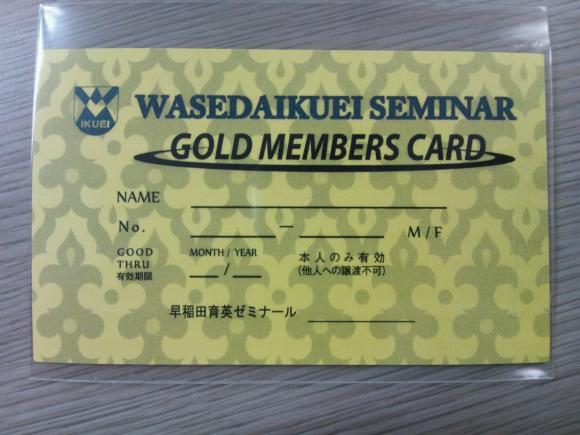 IKUEI
WASEDAIKUEI SEMINAR
GOLD MEMBERS CARD
NAME
No. — M/F
GOOD THRU 有効期限
MONTH / YEAR
/
本人のみ有効
(他人への譲渡不可)
早稲田育英ゼミナール